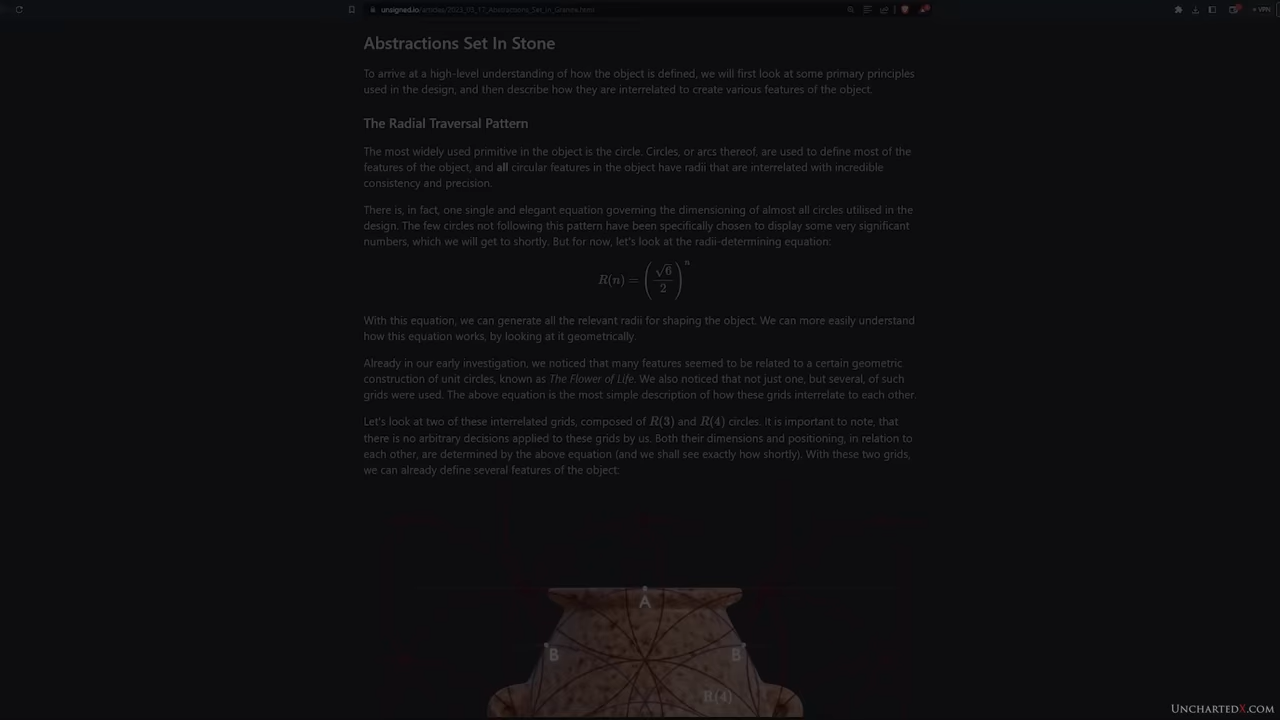 unsigned.io/articles/2023_03_17_Abstractions_Set_in_Granite.html
VPN
Abstractions Set In Stone
To arrive at a high-level understanding of how the object is defined, we will first look at some primary principles
used in the design, and then describe how they are interrelated to create various features of the object.
The Radial Traversal Pattern
The most widely used primitive in the object is the circle. Circles, or arcs thereof, are used to define most of the
features of the object, and all circular features in the object have radii that are interrelated with incredible
consistency and precision.
There is, in fact, one single and elegant equation governing the dimensioning of almost all circles utilised in the
design. The few circles not following this pattern have been specifically chosen to display some very significant
numbers, which we will get to shortly. But for now, let's look at the radii-determining equation:
R(n) = (√6/2)^n
With this equation, we can generate all the relevant radii for shaping the object. We can more easily understand
how this equation works, by looking at it geometrically.
Already in our early investigation, we noticed that many features seemed to be related to a certain geometric
construction of unit circles, known as The Flower of Life. We also noticed that not just one, but several, of such
grids were used. The above equation is the most simple description of how these grids interrelate to each other.
Let's look at two of these interrelated grids, composed of R(3) and R(4) circles. It is important to note, that
there is no arbitrary decisions applied to these grids by us. Both their dimensions and positioning, in relation to
each other, are determined by the above equation (and we shall see exactly how shortly). With these two grids,
we can already define several features of the object:
A
B B
R(4)
UnchartedX.com